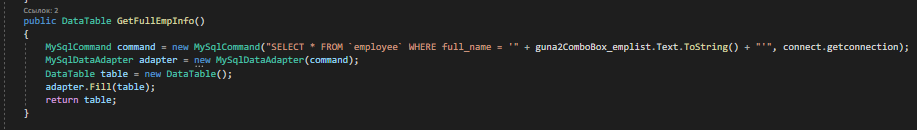 Ссылок: 2
public DataTable GetFullEmpInfo()
{
MySqlCommand command = new MySqlCommand("SELECT * FROM `employee` WHERE full_name = '" + guna2ComboBox_emplist.Text.ToString() + "'", connect.getconnection);
MySqlDataAdapter adapter = new MySqlDataAdapter(command);
DataTable table = new DataTable();
adapter.Fill(table);
return table;
}